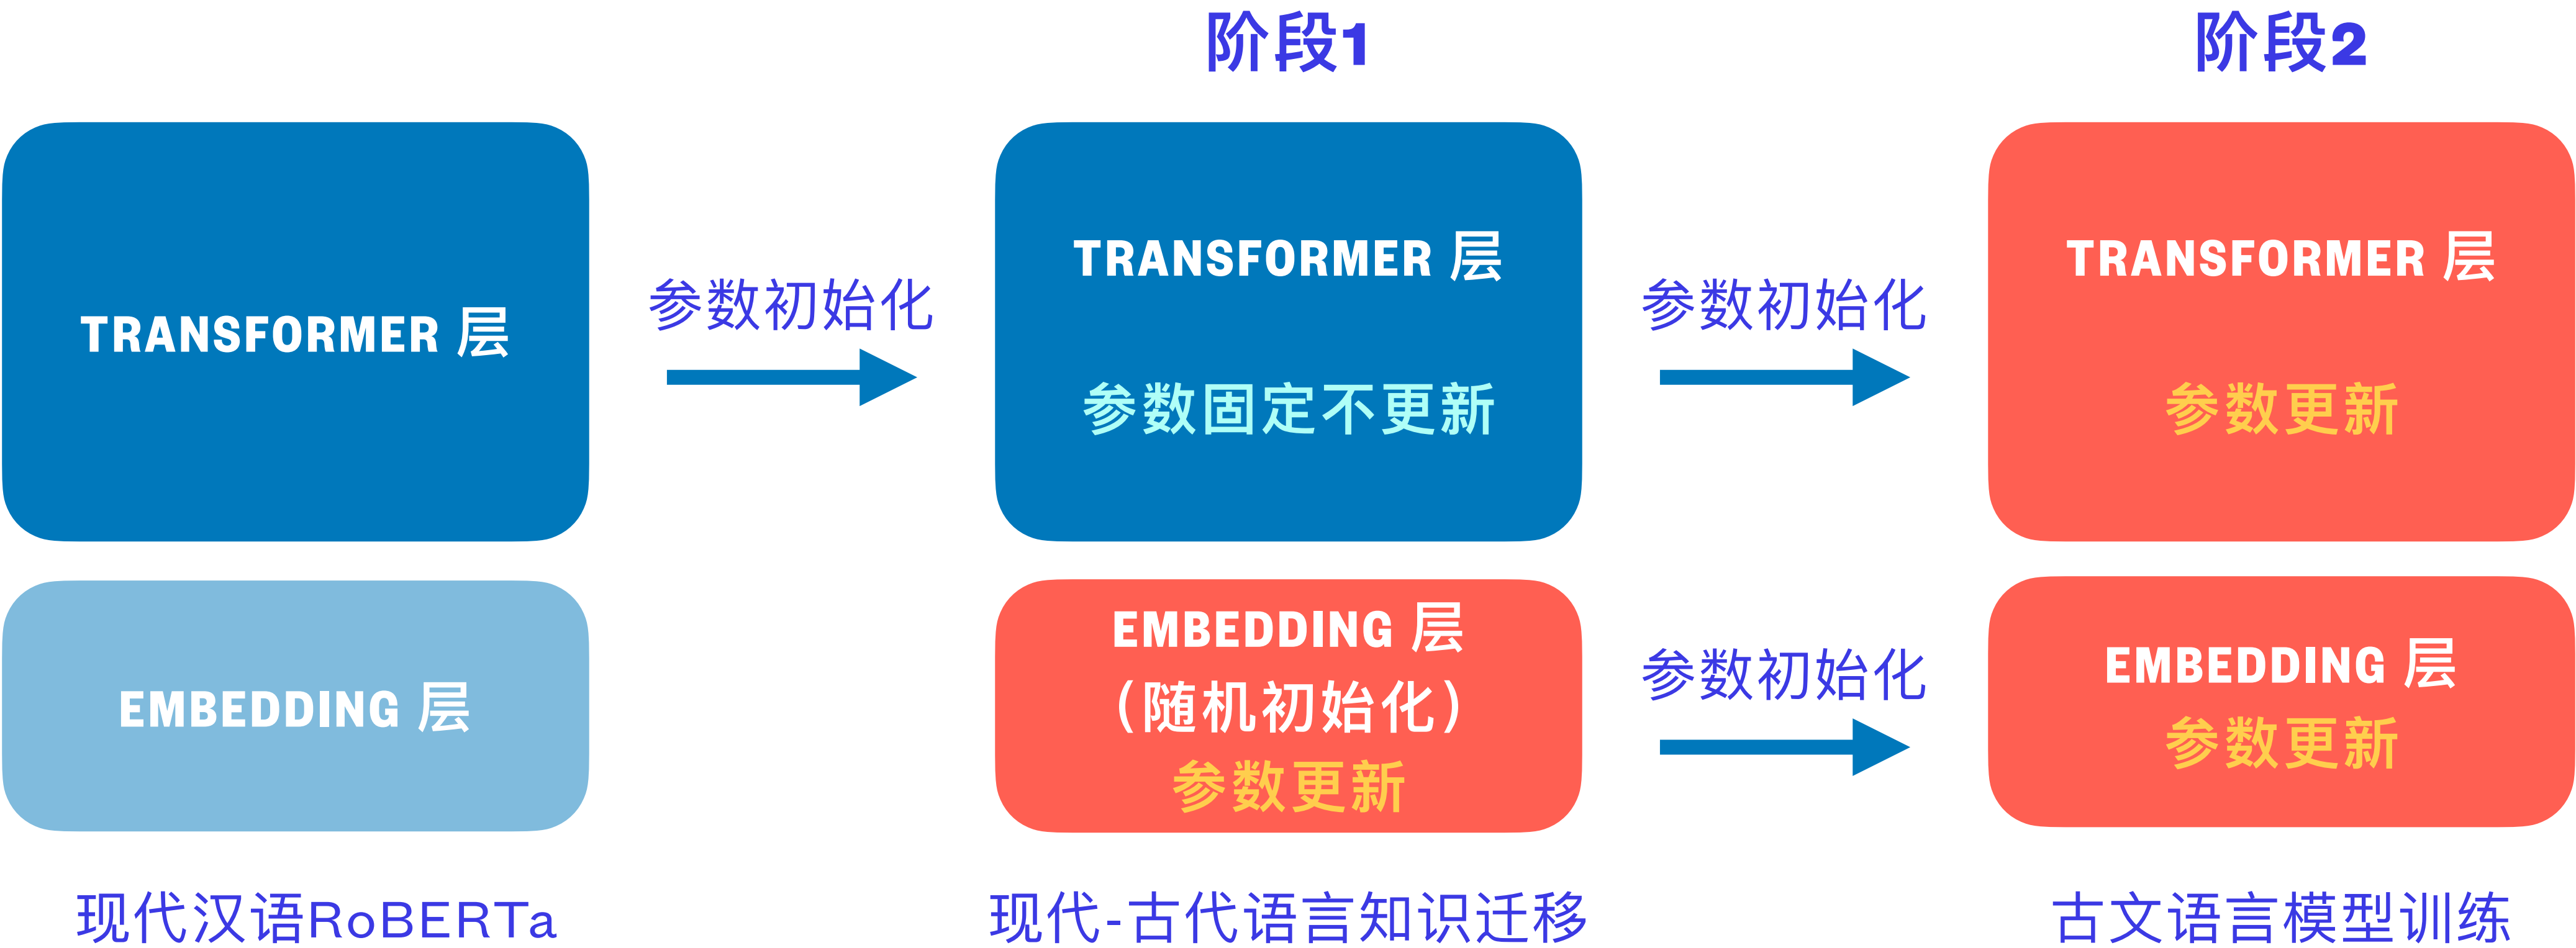 阶段1
阶段2
TRANSFORMER 层
EMBEDDING 层
现代汉语RoBERTa
参数初始化
TRANSFORMER 层
参数固定不更新
EMBEDDING 层
(随机初始化)
参数更新
现代-古代语言知识迁移
参数初始化
参数初始化
TRANSFORMER 层
参数更新
EMBEDDING 层
参数更新
古文语言模型训练